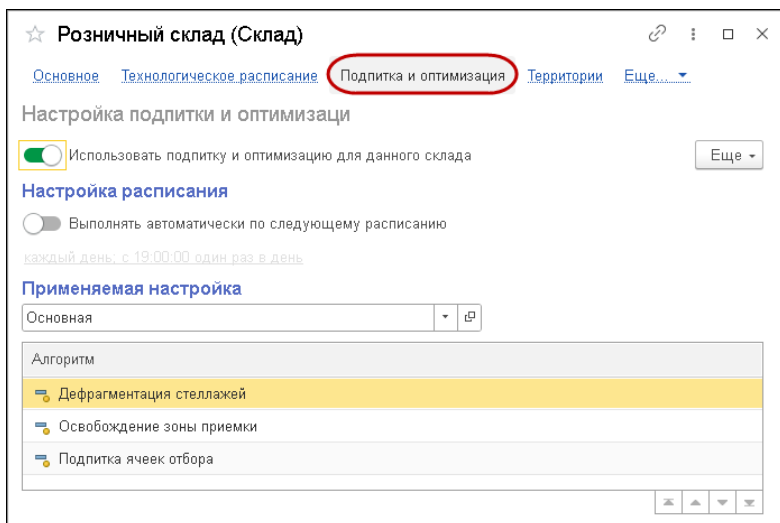 Розничный склад (Склад)
Основное Технологическое расписание Подпитка и оптимизация Территории Еще...
Настройка подпитки и оптимизаци
Использовать подпитку и оптимизацию для данного склада Еще
Настройка расписания
Выполнять автоматически по следующему расписанию
каждый день; с 19:00:00 один раз в день
Применяемая настройка
Основная
Алгоритм
Дефрагментация стеллажей
Освобождение зоны приемки
Подпитка ячеек отбора